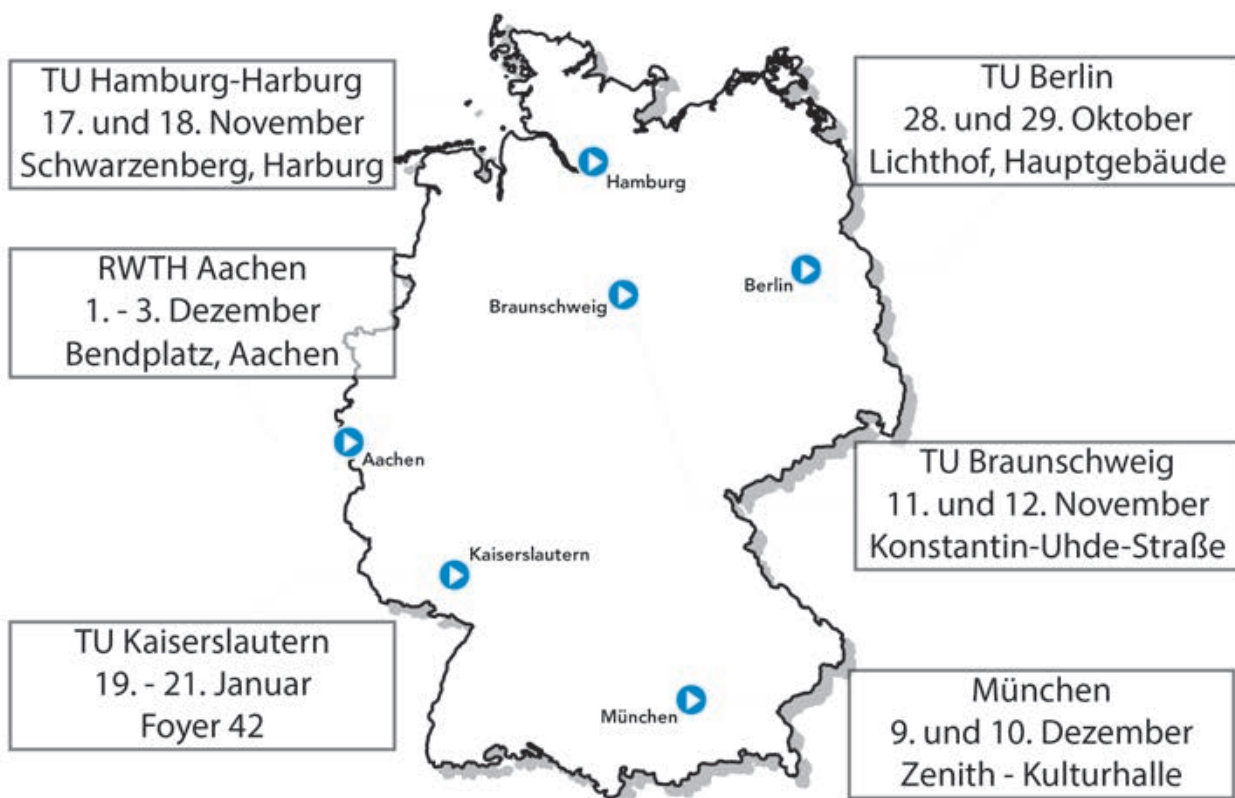 TU Hamburg-Harburg
17. und 18. November
Schwarzenberg, Harburg
TU Berlin
28. und 29. Oktober
Lichthof, Hauptgebäude
Hamburg
RWTH Aachen
1. - 3. Dezember
Bendplatz, Aachen
Braunschweig
Berlin
Aachen
TU Braunschweig
11. und 12. November
Konstantin-Uhde-Straße
Kaiserslautern
TU Kaiserslautern
19. - 21. Januar
Foyer 42
München
München
9. und 10. Dezember
Zenith - Kulturhalle